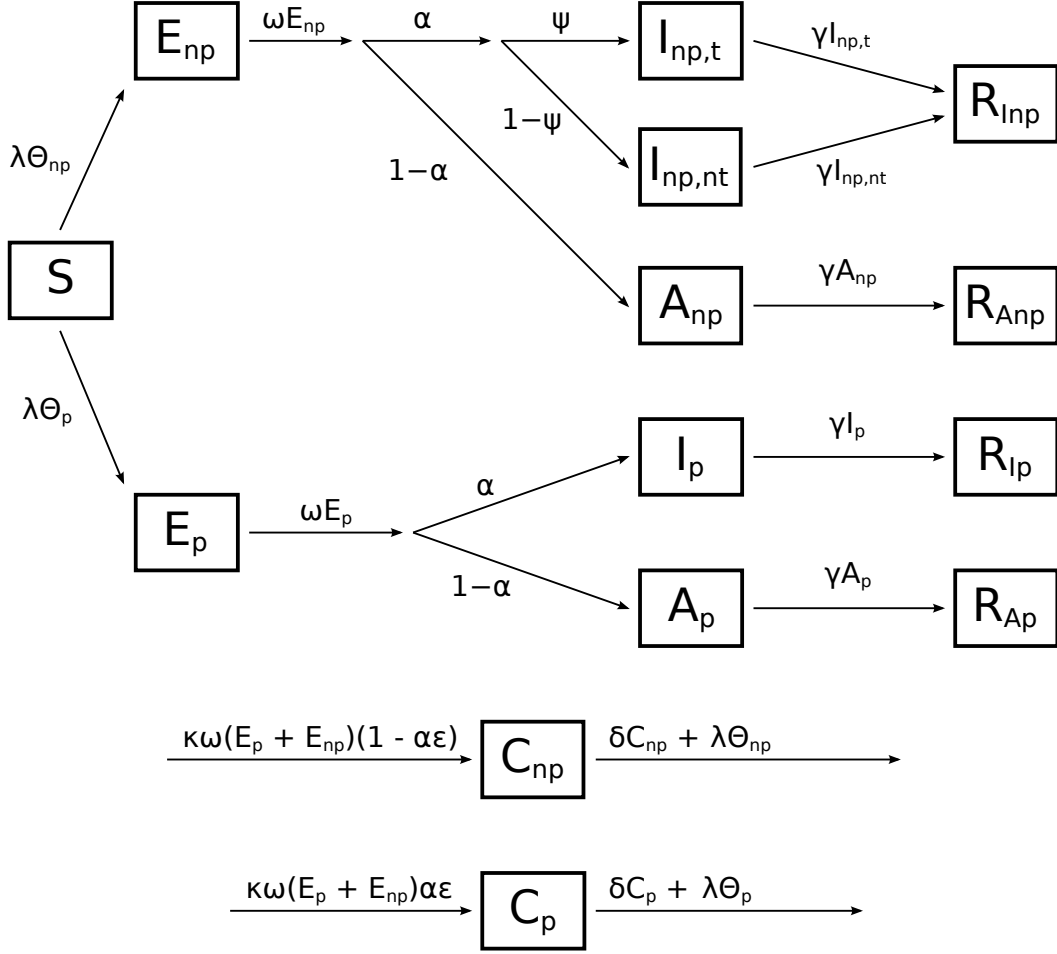 E_np
ωE_np
α
ψ
I_np,t
γI_np,t
R_Inp
λΘ_np
1−α
1−ψ
I_np,nt
γI_np,nt
S
A_np
γA_np
R_Anp
λΘ_p
E_p
ωE_p
α
1−α
I_p
γI_p
R_Ip
A_p
γA_p
R_Ap
κω(E_p + E_np)(1 - αε)
C_np
δC_np + λΘ_np
κω(E_p + E_np)αε
C_p
δC_p + λΘ_p